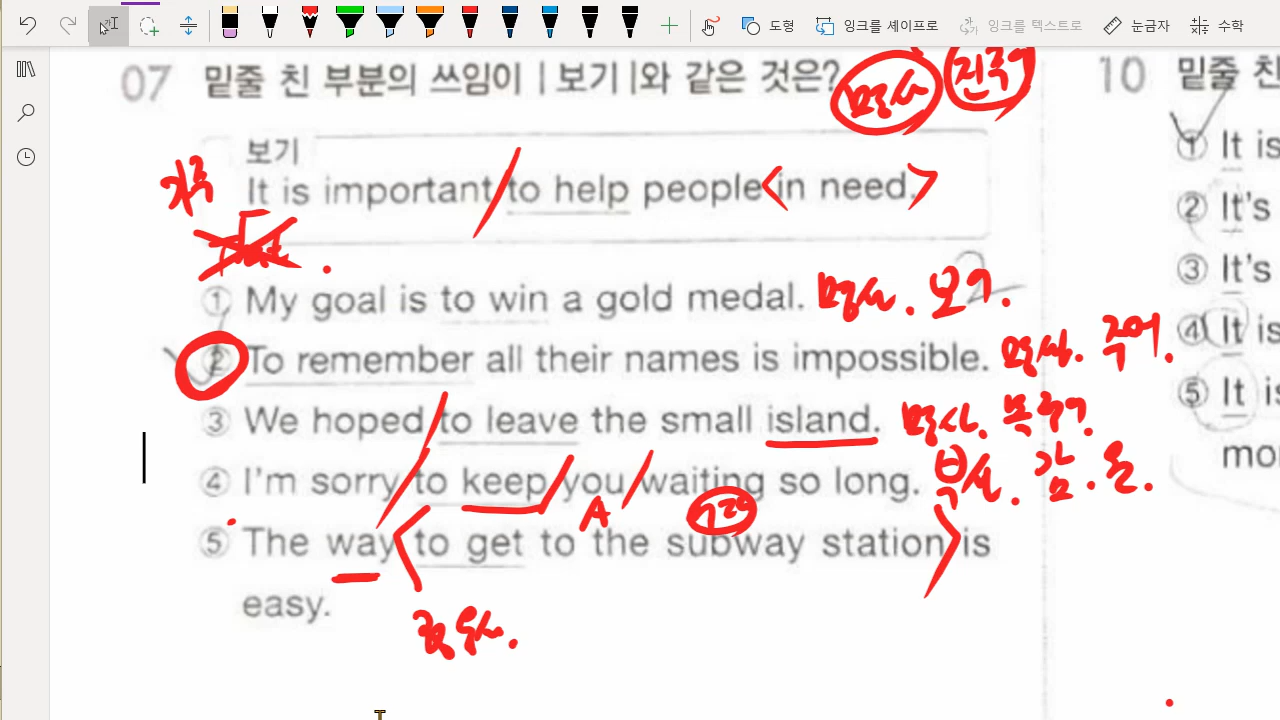 도형 잉크를 셰이프로 잉크를 텍스트로 눈금자 수학
07 밑줄 친 부분의 쓰임이 | 보기 |와 같은 것은? 명사 진주어
보기
가주
It is important to help people in need.
① My goal is to win a gold medal. 명사. 보어.
② To remember all their names is impossible. 명사. 주어.
③ We hoped to leave the small island. 명사. 목적어.
④ I'm sorry to keep you waiting so long. 부사. 감.원.
A
⑤ The way to get to the subway station is
easy.
형용사.
10 밑줄 친
① It is
② It's
③ It's
④ It is
⑤ It is
mo